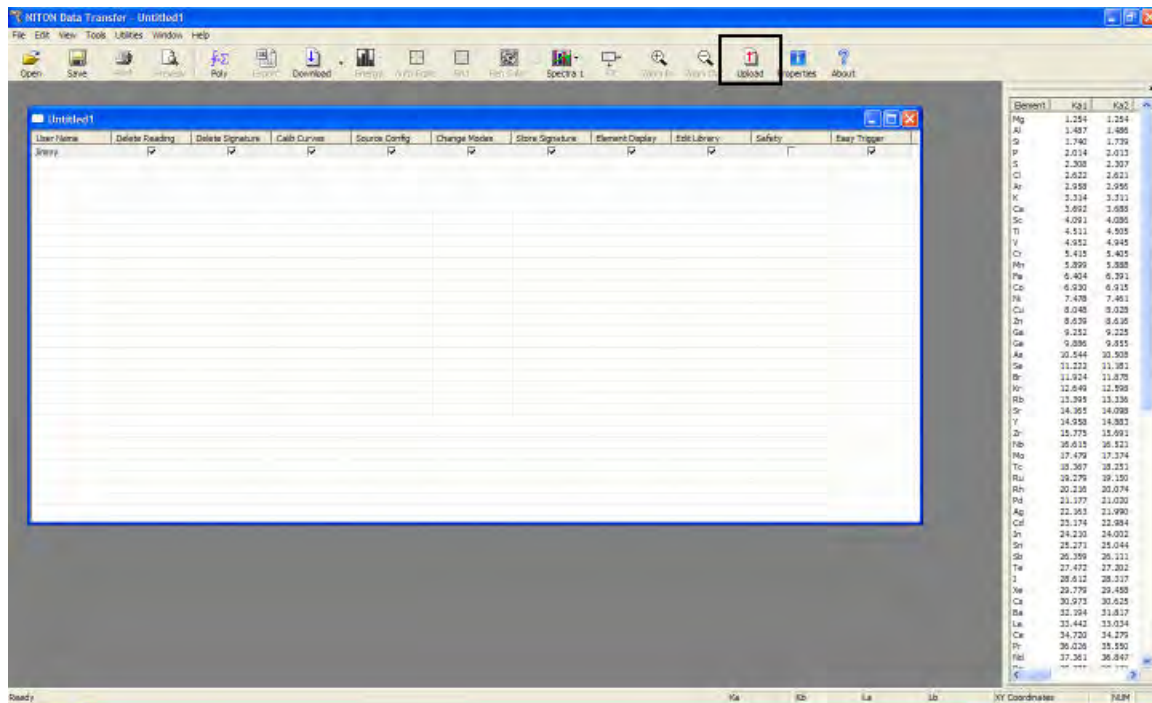 NITON Data Transfer - Untitled1
File Edit View Tools Utilities Window Help
Open Save Print Preview Poly Export Download Energy Spectra 1 Upload Properties About
Untitled1
User Name Delete Reading Delete Signature Calib Curves Source Config Change Modes Store Signature Element Display Edit Library Safety Easy Trigger
Jimmy
Element Ka1 Ka2
Mg 1.254 1.254
Al 1.487 1.486
Si 1.740 1.739
P 2.014 2.013
S 2.308 2.307
Cl 2.622 2.621
Ar 2.958 2.956
K 3.314 3.311
Ca 3.692 3.688
Sc 4.091 4.086
Ti 4.511 4.505
V 4.952 4.945
Cr 5.415 5.405
Mn 5.899 5.888
Fe 6.404 6.391
Co 6.930 6.915
Ni 7.478 7.461
Cu 8.048 8.028
Zn 8.639 8.616
Ga 9.252 9.225
Ge 9.886 9.855
As 10.544 10.508
Se 11.222 11.181
Br 11.924 11.878
Kr 12.649 12.598
Rb 13.395 13.336
Sr 14.165 14.098
Y 14.958 14.883
Zr 15.775 15.691
Nb 16.615 16.521
Mo 17.479 17.374
Tc 18.367 18.251
Ru 19.279 19.150
Rh 20.216 20.074
Pd 21.177 21.020
Ag 22.163 21.990
Cd 23.174 22.984
In 24.210 24.002
Sn 25.271 25.044
Sb 26.359 26.111
Te 27.472 27.202
I 28.612 28.317
Xe 29.779 29.458
Cs 30.973 30.625
Ba 32.194 31.817
La 33.442 33.034
Ce 34.720 34.279
Pr 36.026 35.550
Nd 37.361 36.847
Ready Ka Kb La Lb XY Coordinates NUM